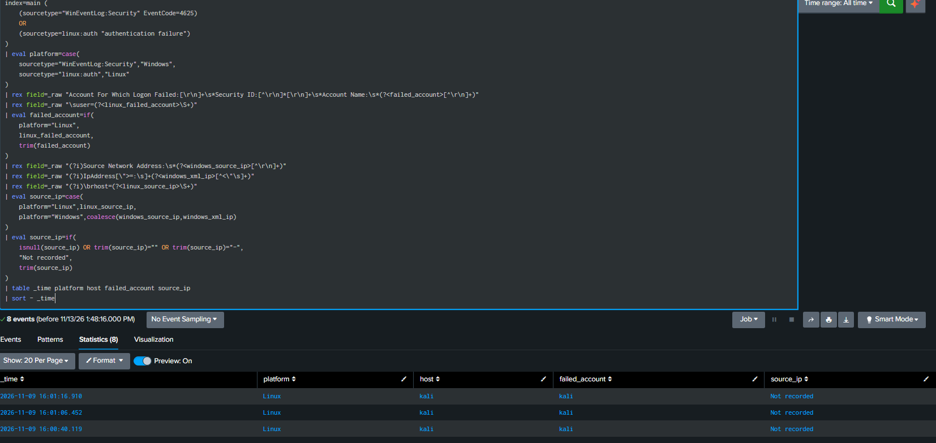 index=main (
(sourcetype="WinEventLog:Security" EventCode=4625)
OR
(sourcetype=linux:auth "authentication failure")
)
| eval platform=case(
sourcetype="WinEventLog:Security","Windows",
sourcetype="linux:auth","Linux"
)
| rex field=_raw "Account For Which Logon Failed:[\r\n]+\s*Security ID:[^\r\n]*[\r\n]+\s*Account Name:\s*(?<failed_account>[^\r\n]+)"
| rex field=_raw "\suser=(?<linux_failed_account>\S+)"
| eval failed_account=if(
platform="Linux",
linux_failed_account,
trim(failed_account)
)
| rex field=_raw "(?i)Source Network Address:\s*(?<windows_source_ip>[^\r\n]+)"
| rex field=_raw "(?i)IpAddress[\">=:\s]+(?<windows_xml_ip>[^<\"\s]+)"
| rex field=_raw "(?i)\brhost=(?<linux_source_ip>\S+)"
| eval source_ip=case(
platform="Linux",linux_source_ip,
platform="Windows",coalesce(windows_source_ip,windows_xml_ip)
)
| eval source_ip=if(
isnull(source_ip) OR trim(source_ip)="" OR trim(source_ip)="-",
"Not recorded",
trim(source_ip)
)
| table _time platform host failed_account source_ip
| sort - _time
Time range: All time
8 events (before 11/13/26 1:48:16.000 PM) No Event Sampling Job Smart Mode
Events Patterns Statistics (8) Visualization
Show: 20 Per Page Format Preview: On
_time platform host failed_account source_ip
2026-11-09 16:01:16.910 Linux kali kali Not recorded
2026-11-09 16:01:06.452 Linux kali kali Not recorded
2026-11-09 16:00:40.119 Linux kali kali Not recorded